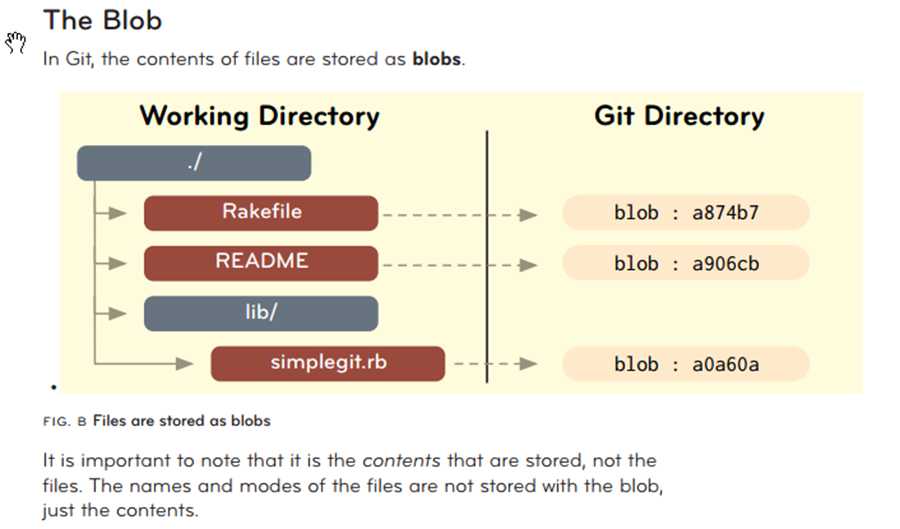 The Blob
In Git, the contents of files are stored as blobs.
Working Directory
Git Directory
./
Rakefile
blob : a874b7
README
blob : a906cb
lib/
simplegit.rb
blob : a0a60a
FIG. B Files are stored as blobs
It is important to note that it is the contents that are stored, not the
files. The names and modes of the files are not stored with the blob,
just the contents.